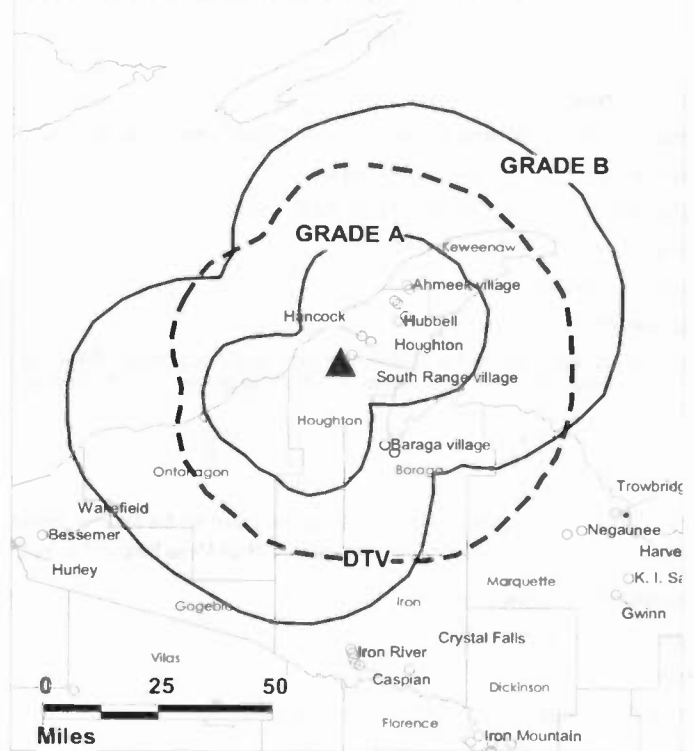 GRADE B
GRADE A
Keweenaw
Ahmeek village
Hancock
Hubbell
Houghton
South Range village
Houghton
Baraga village
Baraga
Ontonagon
Trowbridg
Wakefield
Bessemer
Negaunee
Harve
DTV
Hurley
Marquette
K. I. Sa
Gogebic
Iron
Gwinn
Crystal Falls
Iron River
Vilas
Caspian
0 25 50
Dickinson
Florence
Miles
Iron Mountain